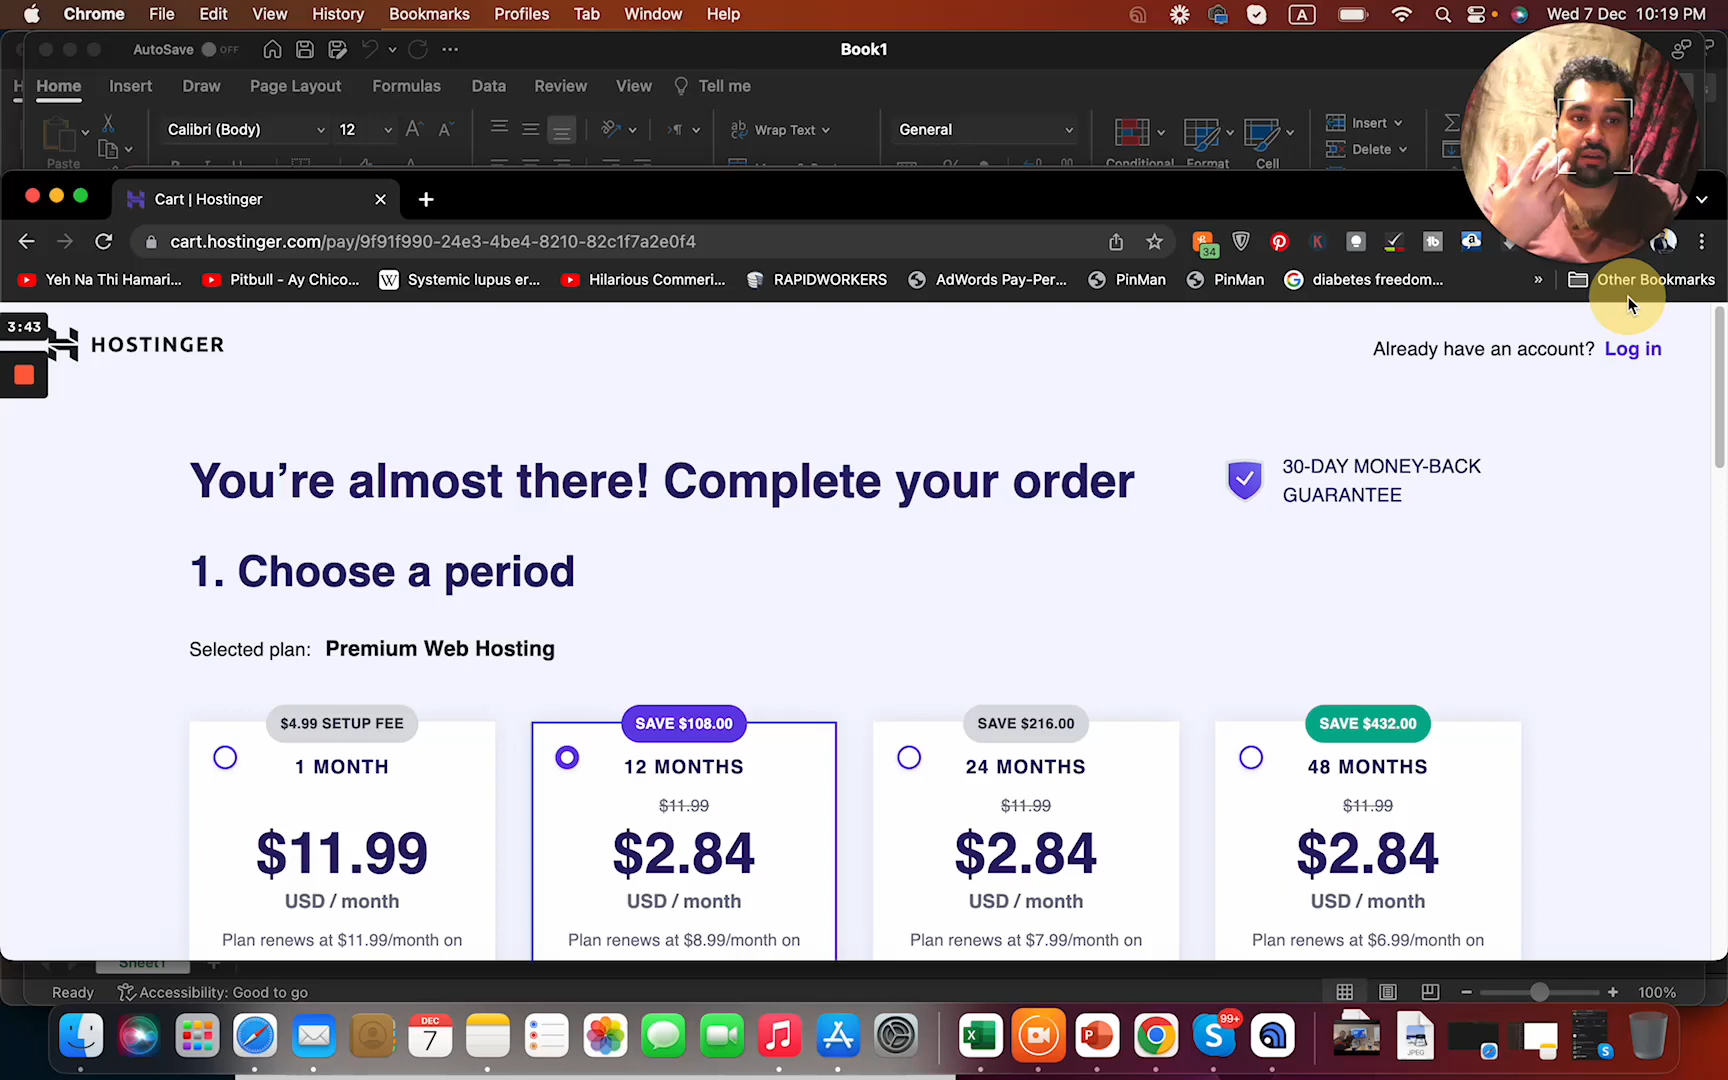 Chrome File Edit View History Bookmarks Profiles Tab Window Help A Wed 7 Dec 10:19 PM
AutoSave OFF Book1
Home Insert Draw Page Layout Formulas Data Review View Tell me
Paste Calibri (Body) 12 Wrap Text General Conditional Format Cell Insert
Delete
Cart | Hostinger
cart.hostinger.com/pay/9f91f990-24e3-4be4-8210-82c1f7a2e0f4 34
Yeh Na Thi Hamari... Pitbull - Ay Chico... Systemic lupus er... Hilarious Commeri... RAPIDWORKERS AdWords Pay-Per... PinMan PinMan diabetes freedom... » Other Bookmarks
3:43
HOSTINGER
Already have an account? Log in
You’re almost there! Complete your order
30-DAY MONEY-BACK
GUARANTEE
1. Choose a period
Selected plan: Premium Web Hosting
$4.99 SETUP FEE
1 MONTH
$11.99
USD / month
Plan renews at $11.99/month on
SAVE $108.00
12 MONTHS
$11.99
$2.84
USD / month
Plan renews at $8.99/month on
SAVE $216.00
24 MONTHS
$11.99
$2.84
USD / month
Plan renews at $7.99/month on
SAVE $432.00
48 MONTHS
$11.99
$2.84
USD / month
Plan renews at $6.99/month on
Sheet1
Ready Accessibility: Good to go 100%
DEC
7
99+
JPEG